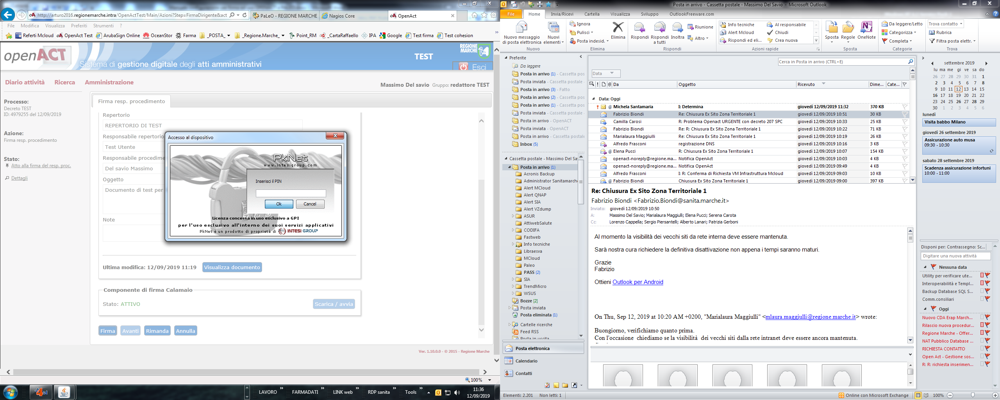 http://arturo2016.regionemarche.intra/OpenActTest/Main/Azioni?Step=FirmaDirigente&act
PaLeO - REGIONE MARCHE
Nagios Core
OpenAct
File Modifica Visualizza Preferiti Strumenti ?
Referti Mcloud OpenAct Test ArubaSign Online OceanStor Farma _POSTA_ _Regione.Marche_ Point_RM _CartaRaffaello IPA Google Test firma Test cohesion
openACT
Sistema di gestione digitale degli atti amministrativi
TEST
REGIONE MARCHE
Esci
Diario attività Ricerca Amministrazione
Massimo Del savio Gruppo: redattore TEST
Processo:
Decreto TEST
ID: 4979255 del 12/09/2019
Azione:
Firma resp. procedimento
Stato:
Atto alla firma del resp. proc.
Dettagli
Firma resp. procedimento
Repertorio
REPERTORIO DI TEST
Responsabile repertorio
Test Utente
Responsabile procedime
Del savio Massimo
Oggetto
Documento di test per
Note
Accesso al dispositivo
PkNet
www.intesigroup.com
Inserisci il PIN
Ok Cancel
Licenza concessa in uso esclusivo a GPI
per l'uso esclusivo all'interno dei suoi servizi applicativi
PkNet è un prodotto di proprietà di INTESI GROUP
Ultima modifica: 12/09/2019 11:19 Visualizza documento
Componente di firma Calamaio
Stato: ATTIVO Scarica / avvia
Firma Avanti Rimanda Annulla
Ver. 1.10.0.0 - © 2015 - Regione Marche
100%
LAVORO FARMADATI LINK web RDP sanita Tools
11:36
12/09/2019
Posta in arrivo - Cassetta postale - Massimo Del Savio - Microsoft Outlook
File Home Invia/Ricevi Cartella Visualizza Sviluppo OutlookFreeware.com
Nuovo messaggio di posta elettronica
Nuovi elementi
Nuovo
Ignora
Pulisci
Posta indesid.
Elimina
Elimina
Rispondi
Rispondi a tutti
Inoltra
Riunione
Altro
Rispondi
Info tecniche
Alert Mcloud
Rispondi ed eli...
Al responsabile
Chiudi
Crea nuova
Azioni rapide
Sposta Regole OneNote
Sposta
Da leggere/Letto
Categorizza
Completa
Categorie
Trova contatto
Rubrica
Filtra posta elettr.
Trova
Preferite
Da leggere
Posta in arrivo (1) - Cassetta pos
Posta inviata - Cassetta postale -
Posta in arrivo (3) - Fatto
Posta in arrivo (2) - Cassetta pos
Posta in arrivo (1) - Cassetta pos
Posta inviata - Cassetta postale -
Posta in arrivo - OpenACT
Posta inviata - OpenACT
Posta in arrivo - Cassetta postale
Inbox (5)
Cassetta postale - Massimo Del Sa
Posta in arrivo (1)
Acronis Backup
Administrator Sanitamarche
Alert MCloud
Alert QNAP
Alert SIA
Alert VZdump
ASUR
AttiwebSalute
CODIFA
Fastweb
Info tecniche
Libraesva
MCloud
Paleo
PASS (2)
SIA
TrendMicro
WSUS
Bozze [2]
Posta inviata
Posta eliminata (1)
Cartelle ricerche
Feed RSS
Posta in uscita
Posta elettronica
Calendario
Contatti
Cerca in Posta in arrivo (CTRL+E)
Data
Da Oggetto Ricevuto Dime... Cate...
Data: Oggi
Michela Santamaria I: Determina giovedì 12/09/2019 11:32 370 KB
Fabrizio Biondi Re: Chiusura Ex Sito Zona Territoriale 1 giovedì 12/09/2019 10:51 30 KB
Camilla Carosi R: Problema Openact URGENTE con decreto 207 SPC giovedì 12/09/2019 10:33 25 KB
Fabrizio Biondi Re: R: Chiusura Ex Sito Zona Territoriale 1 giovedì 12/09/2019 10:22 71 KB
Marialaura Maggiulli Re: Chiusura Ex Sito Zona Territoriale 1 giovedì 12/09/2019 10:19 26 KB
Alfredo Frasconi registrazione DNS giovedì 12/09/2019 10:16 3 KB
Elena Pucci R: Chiusura Ex Sito Zona Territoriale 1 giovedì 12/09/2019 10:07 154 KB
openact-noreply@regione.ma... Notifica OpenAct giovedì 12/09/2019 10:03 4 KB
openact-noreply@regione.ma... Notifica OpenAct giovedì 12/09/2019 09:49 4 KB
Alfredo Frasconi I: R: Conferma di Richiesta VM Infrastruttura Mcloud giovedì 12/09/2019 09:03 10 KB
Fabrizio Biondi Chiusura Ex Sito Zona Territoriale 1 giovedì 12/09/2019 09:00 397 KB
Re: Chiusura Ex Sito Zona Territoriale 1
Fabrizio Biondi <Fabrizio.Biondi@sanita.marche.it>
Inviato: giovedì 12/09/2019 10:50
A: Massimo Del Savio; Marialaura Maggiulli; Elena Pucci; Serena Carota
Cc: Lorenzo Cappella; Sergio Piersantelli; Alberto Lanari; Patrizia Gerboni
Al momento la visibilità dei vecchi siti da rete interna deve essere mantenuta.
Sarà nostra cura richiedere la definitiva disattivazione non appena i tempi saranno maturi.
Grazie
Fabrizio
Ottieni Outlook per Android
On Thu, Sep 12, 2019 at 10:20 AM +0200, "Marialaura Maggiulli" <mlaura.maggiulli@regione.marche.it> wrote:
Buongiorno, verifichiamo quanto prima.
Con l'occasione chiediamo se la visibilità dei vecchi siti dalla rete intranet deve essere ancora mantenuta.
settembre 2019
lu ma me gi ve sa do
26 27 28 29 30 31 1
2 3 4 5 6 7 8
9 10 11 12 13 14 15
16 17 18 19 20 21 22
23 24 25 26 27 28 29
30 1 2 3 4 5 6
lunedì
Visita babbo Milano
giovedì 26 settembre 2019
Assicurazione auto musa
09:30 - 10:30
sabato 28 settembre 2019
Scadenza assicurazione infortuni
10:00 - 11:00
Disponi per: Contrassegno: Sc...
Digitare una nuova attività
Nessuna data
Utility per verificare ute...
Interoperabilità e Templ...
Backup Database SQL S...
Comm.consiliari
Oggi
Nuovo CDA Erap March...
Rilascio nuova procedur...
Regione Marche - Offer...
NAT Pubblico Database ...
RICHIESTA CONTATTO
Open Act - Gestione sos...
R: R: richiesta inserimen...
Elementi: 2.201 Non letti: 1
Online con Microsoft Exchange 100%